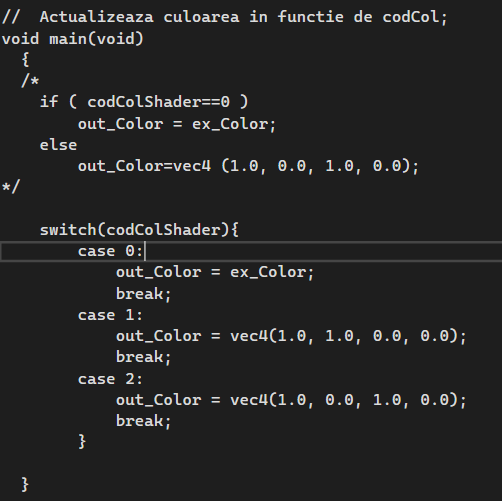 //  Actualizeaza culoarea in functie de codCol;
void main(void)
  {
  /*
    if ( codColShader==0 )
        out_Color = ex_Color;
    else
        out_Color=vec4 (1.0, 0.0, 1.0, 0.0);
*/
    switch(codColShader){
        case 0:
            out_Color = ex_Color;
            break;
        case 1:
            out_Color = vec4(1.0, 1.0, 0.0, 0.0);
            break;
        case 2:
            out_Color = vec4(1.0, 0.0, 1.0, 0.0);
            break;
        }
  }